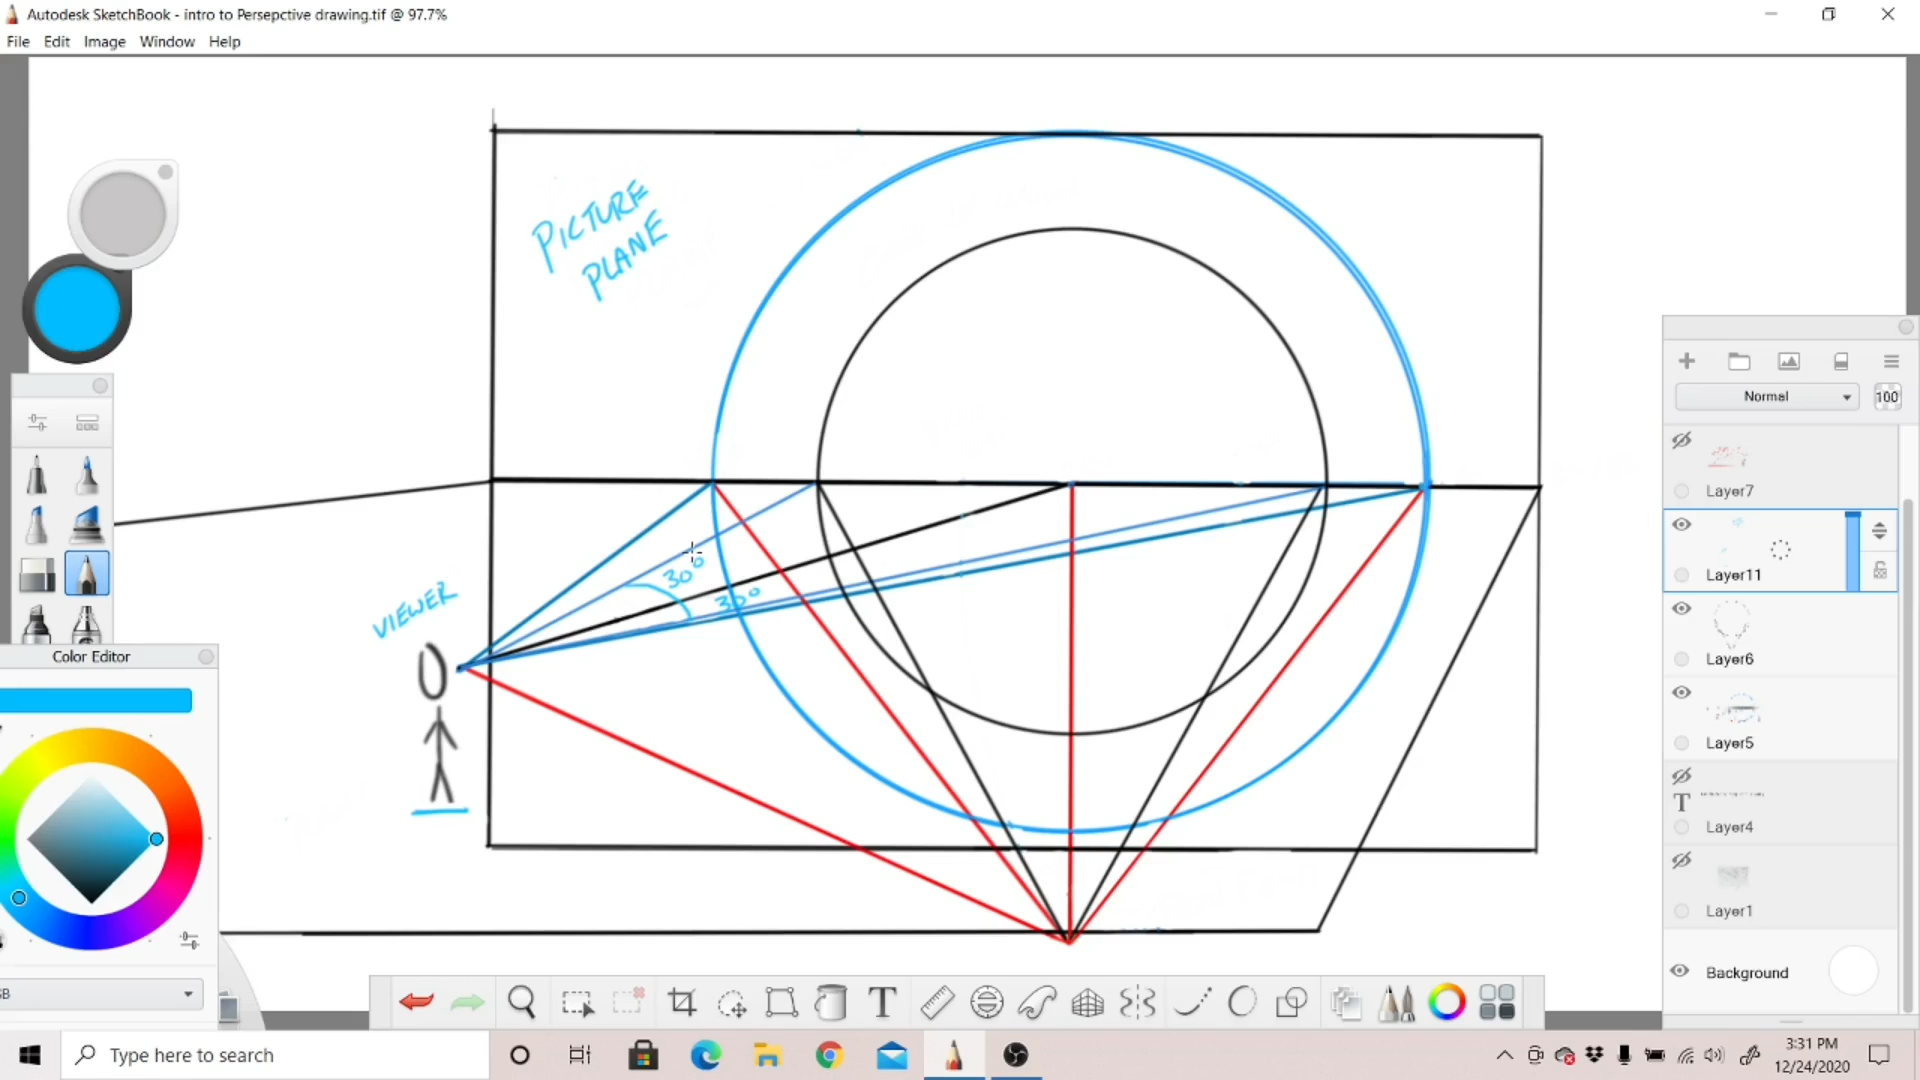 Autodesk SketchBook - intro to Persepctive drawing.tif @ 97.7%
File Edit Image Window Help
PICTURE
PLANE
VIEWER
30°
30°
Color Editor
Normal
100
Layer7
Layer11
Layer6
Layer5
T
Layer4
Layer1
Background
T
Type here to search
3:31 PM
12/24/2020